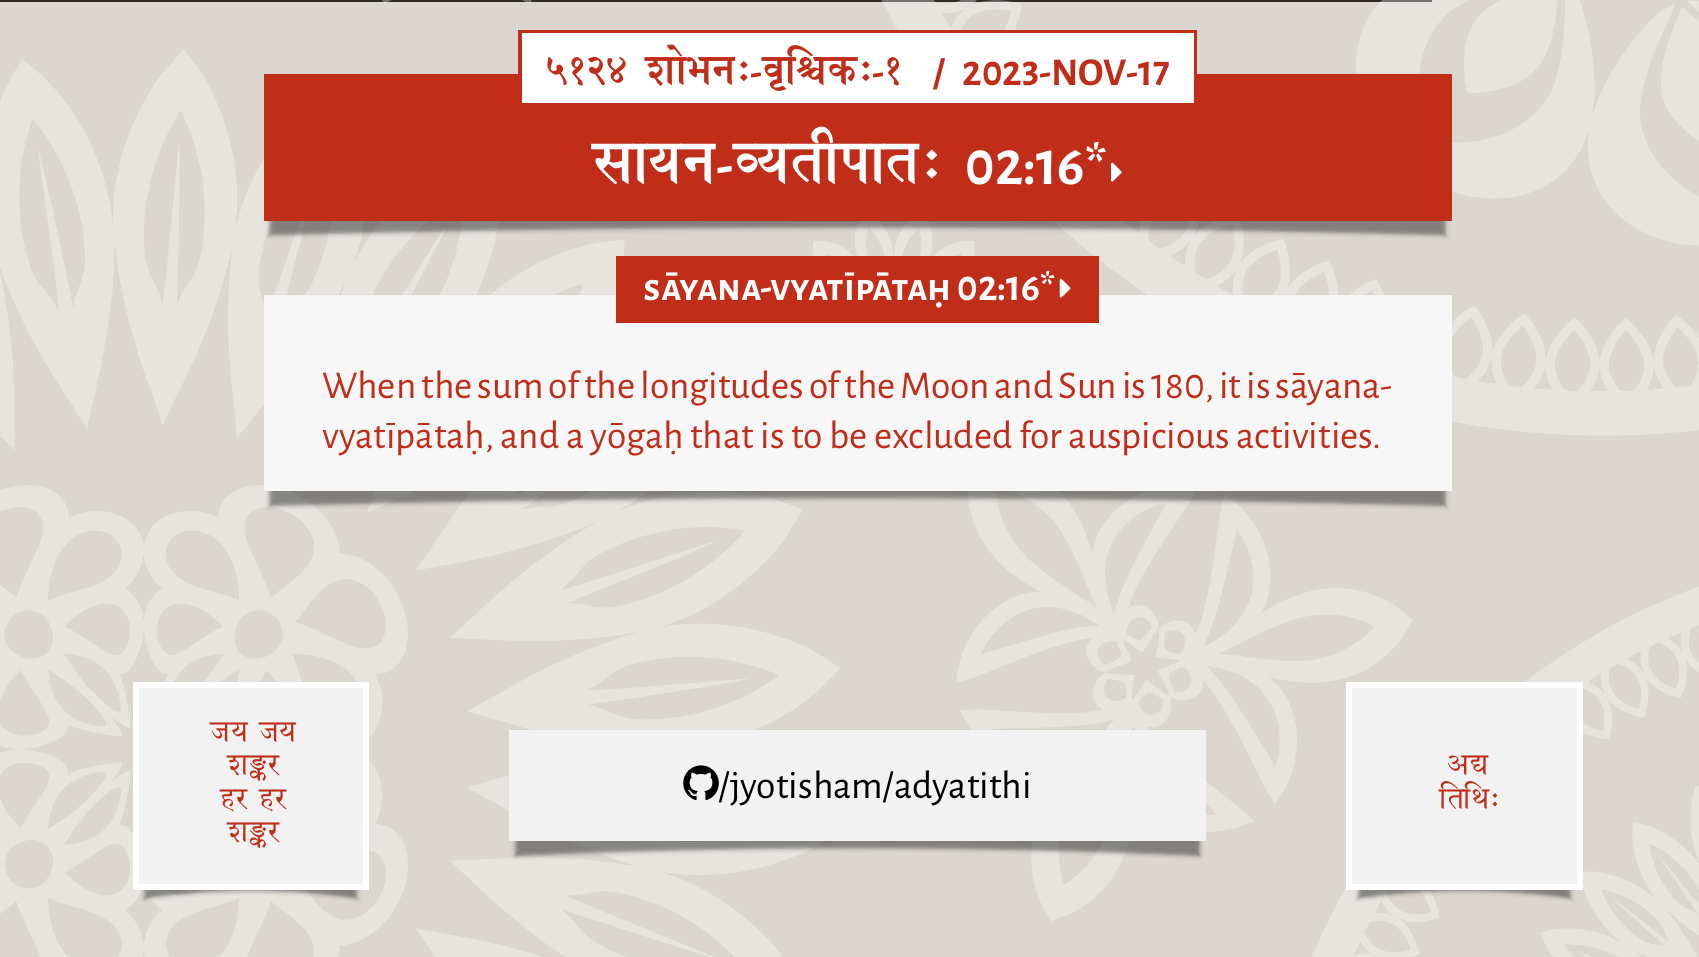 ५१२४ शोभनः-वृश्चिकः-१ / 2023-NOV-17
सायन-व्यतीपातः 02:16*▸
SĀYANA-VYATĪPĀTAḤ 02:16*▸
When the sum of the longitudes of the Moon and Sun is 180, it is sāyana-
vyatīpātaḥ, and a yōgaḥ that is to be excluded for auspicious activities.
जय जय
शङ्कर
हर हर
शङ्कर
/jyotisham/adyatithi
अद्य
तिथिः